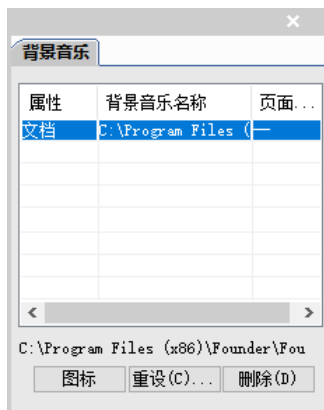 背景音乐
属性 背景音乐名称 页面...
文档 C:\Program Files ( 一
C:\Program Files (x86)\Founder\Fou
图标 重设(C)... 删除(D)